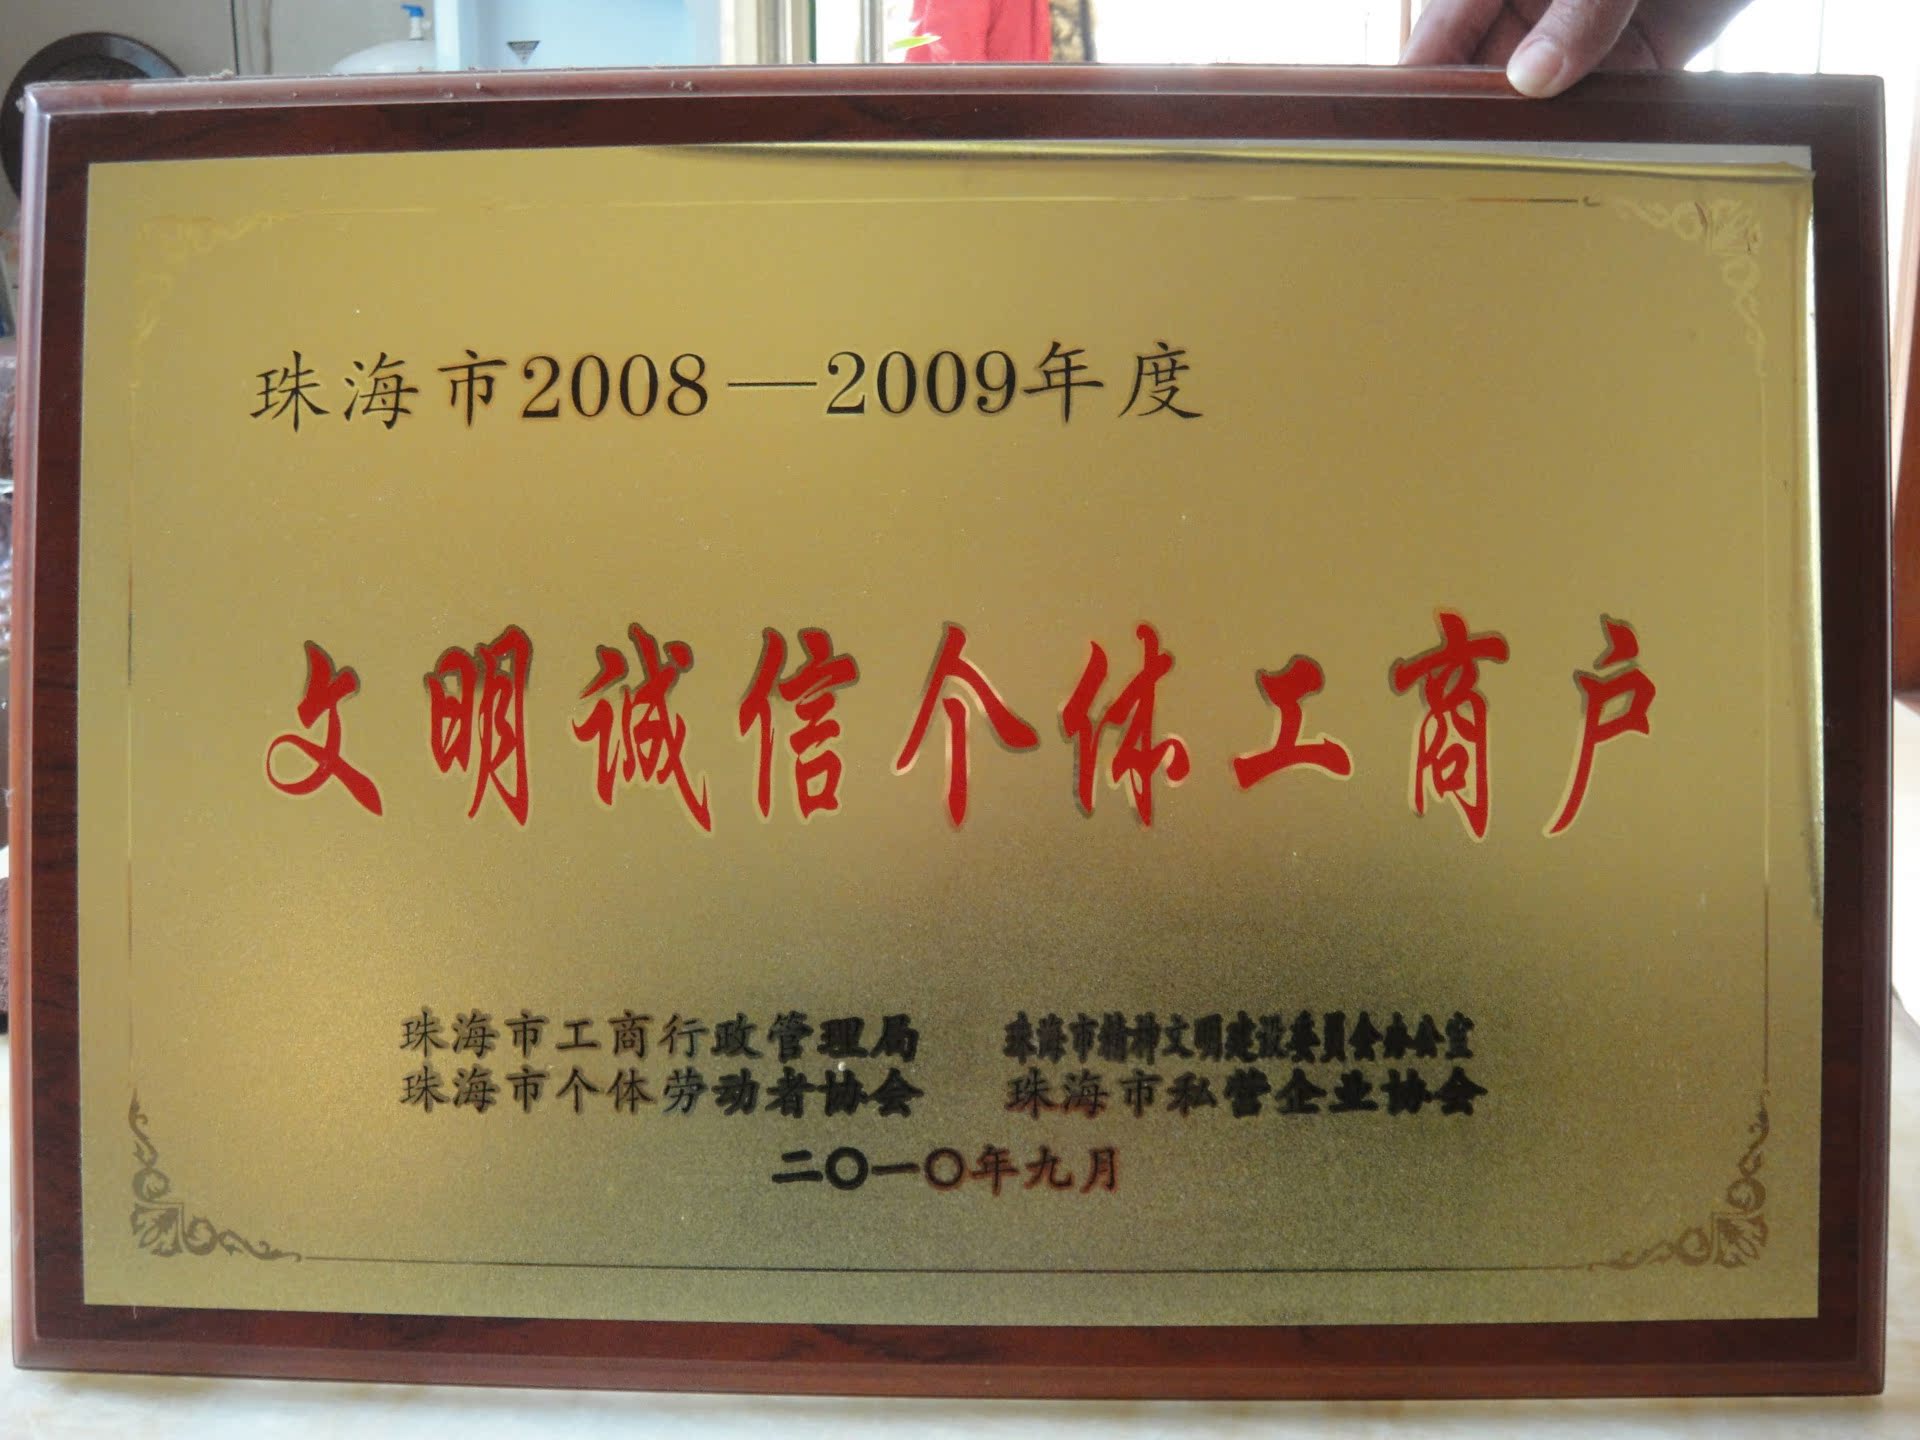 珠海市2008—2009年度
文明诚信个体工商户
珠海市工商行政管理局 珠海市精神文明建设委员会办公室
珠海市个体劳动者协会 珠海市私营企业协会
二〇一〇年九月